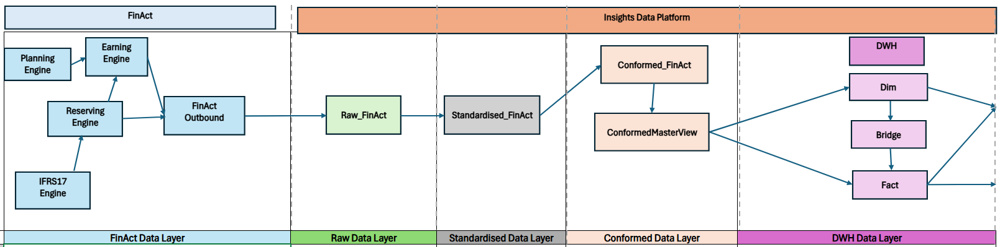 FinAct
Insights Data Platform
Planning
Engine
Earning
Engine
Reserving
Engine
IFRS17
Engine
FinAct
Outbound
Raw_FinAct
Standardised_FinAct
Conformed_FinAct
ConformedMasterView
DWH
Dim
Bridge
Fact
FinAct Data Layer
Raw Data Layer
Standardised Data Layer
Conformed Data Layer
DWH Data Layer